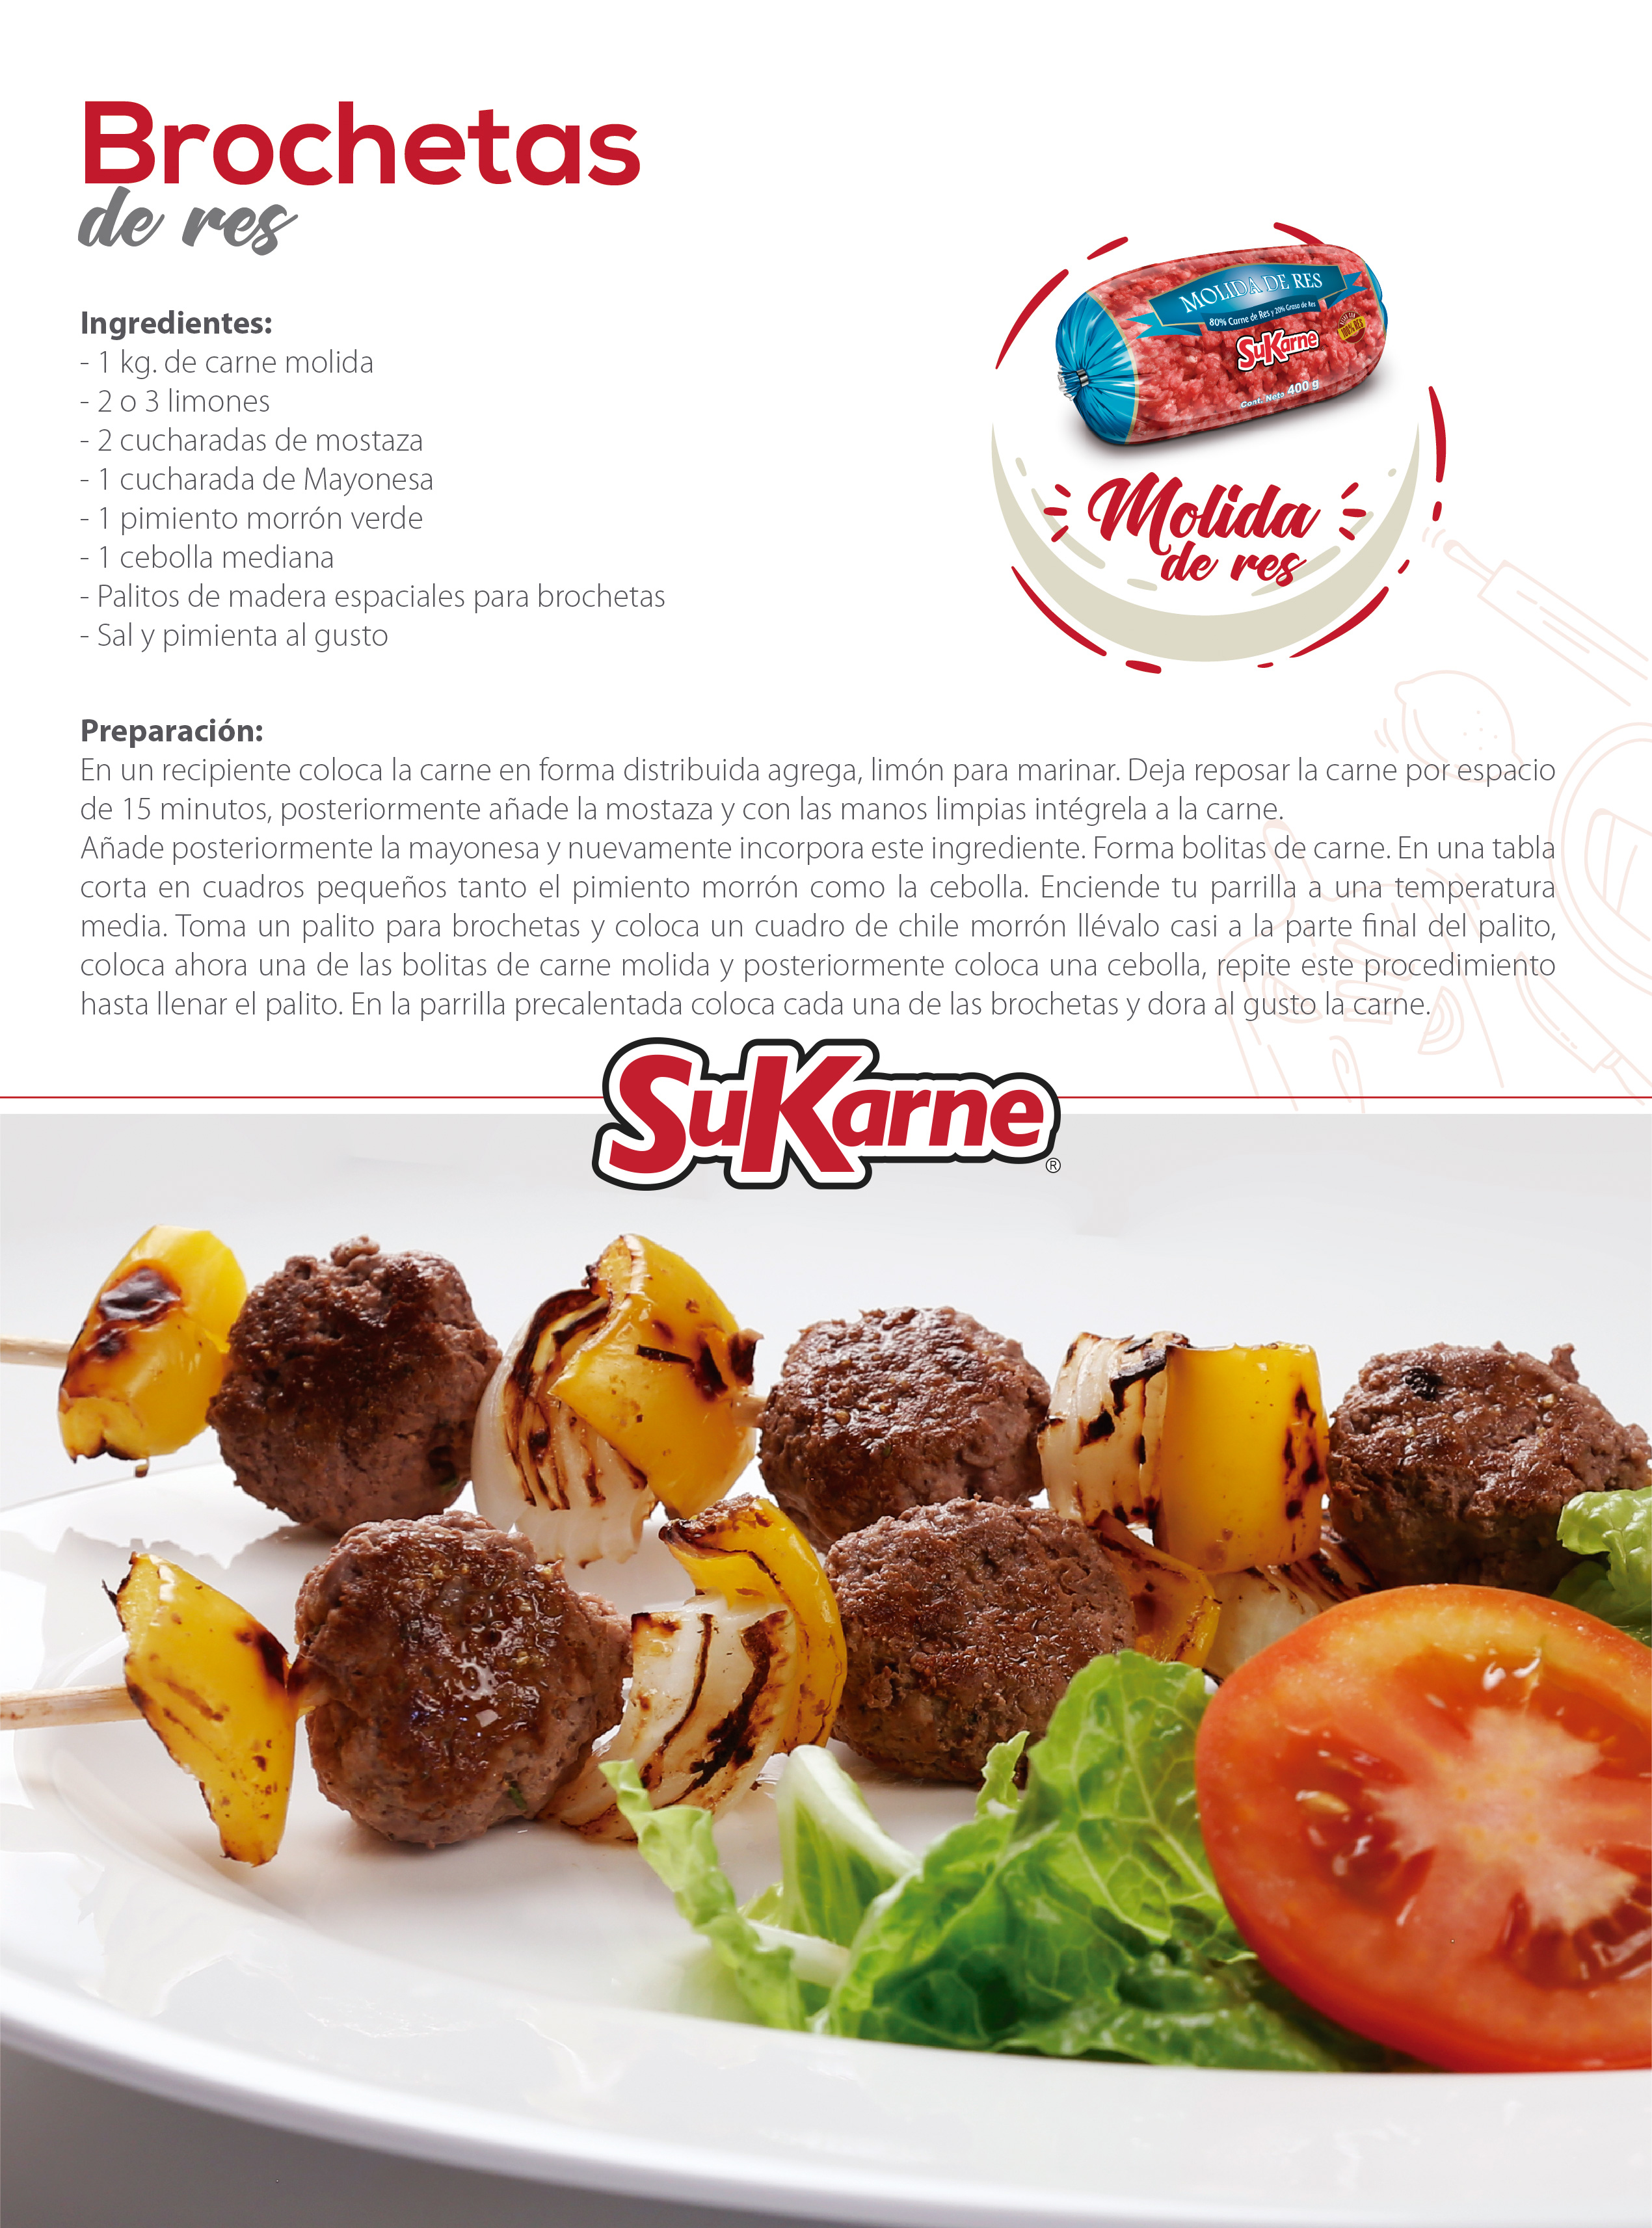 Brochetas
de res
Ingredientes:
- 1 kg. de carne molida
- 2 o 3 limones
- 2 cucharadas de mostaza
- 1 cucharada de Mayonesa
- 1 pimiento morrón verde
- 1 cebolla mediana
- Palitos de madera espaciales para brochetas
- Sal y pimienta al gusto
MOLIDA DE RES
80% Carne de Res y 20% Grasa de Res
SuKarne
100% RES
Cont. Neto 400 g
Molida
de res
Preparación:
En un recipiente coloca la carne en forma distribuida agrega, limón para marinar. Deja reposar la carne por espacio
de 15 minutos, posteriormente añade la mostaza y con las manos limpias intégrela a la carne.
Añade posteriormente la mayonesa y nuevamente incorpora este ingrediente. Forma bolitas de carne. En una tabla
corta en cuadros pequeños tanto el pimiento morrón como la cebolla. Enciende tu parrilla a una temperatura
media. Toma un palito para brochetas y coloca un cuadro de chile morrón llévalo casi a la parte final del palito,
coloca ahora una de las bolitas de carne molida y posteriormente coloca una cebolla, repite este procedimiento
hasta llenar el palito. En la parrilla precalentada coloca cada una de las brochetas y dora al gusto la carne.
SuKarne
®